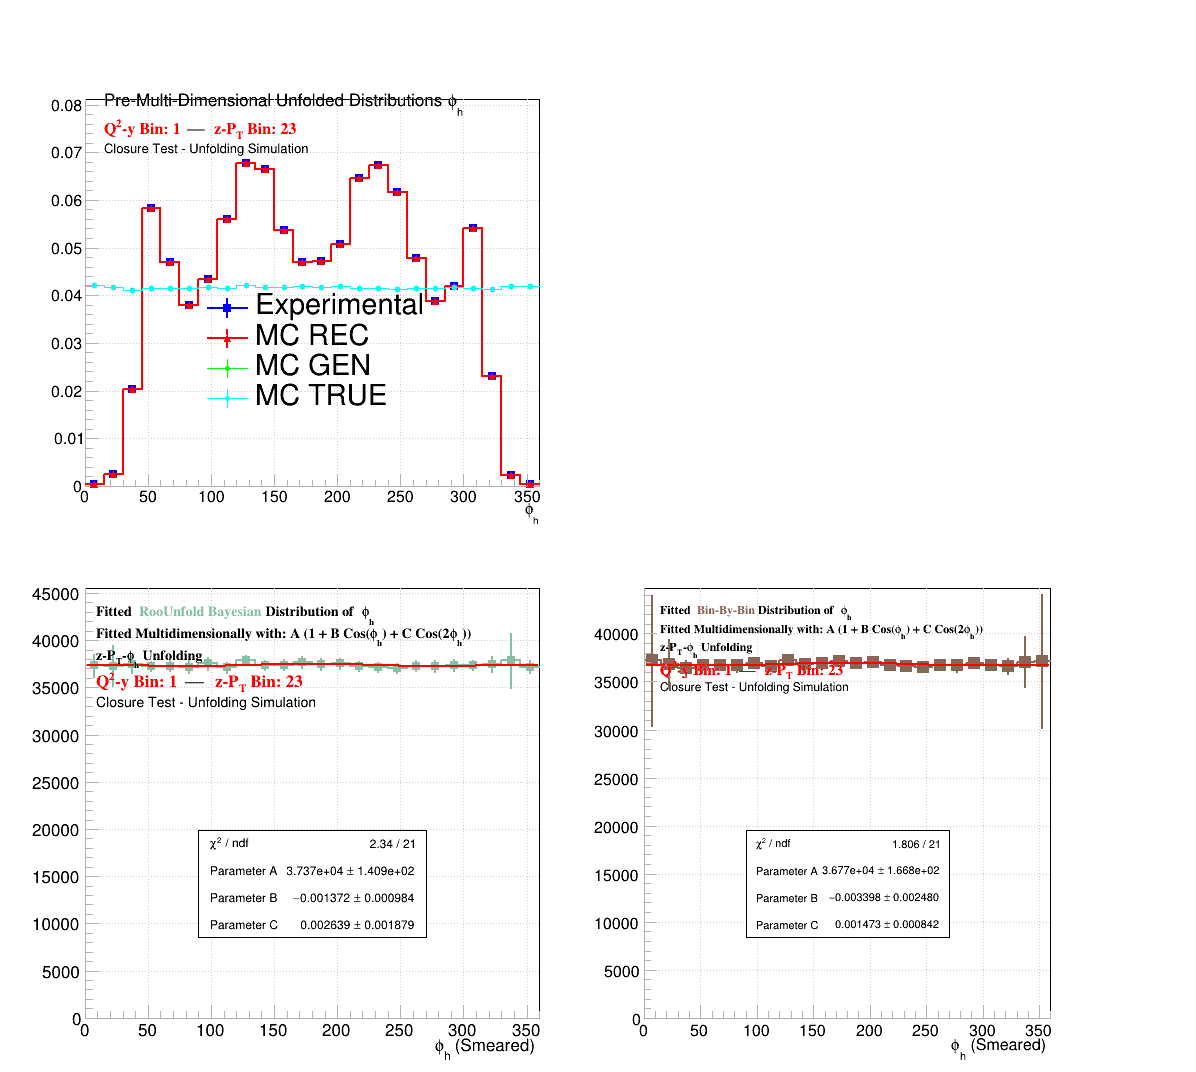 Pre-Multi-Dimensional Unfolded Distributions ϕh
Q²-y Bin: 1 — z-PT Bin: 23
Closure Test - Unfolding Simulation
0.08
0.07
0.06
0.05
0.04
0.03
0.02
0.01
0
Experimental
MC REC
MC GEN
MC TRUE
0 50 100 150 200 250 300 350
ϕh
Fitted RooUnfold Bayesian Distribution of ϕh
Fitted Multidimensionally with: A (1 + B Cos(ϕh) + C Cos(2ϕh))
z-PT-ϕh Unfolding
Q²-y Bin: 1 — z-PT Bin: 23
Closure Test - Unfolding Simulation
45000
40000
35000
30000
25000
20000
15000
10000
5000
0
χ² / ndf 2.34 / 21
Parameter A 3.737e+04 ± 1.409e+02
Parameter B −0.001372 ± 0.000984
Parameter C 0.002639 ± 0.001879
0 50 100 150 200 250 300 350
ϕh (Smeared)
Fitted Bin-By-Bin Distribution of ϕh
Fitted Multidimensionally with: A (1 + B Cos(ϕh) + C Cos(2ϕh))
z-PT-ϕh Unfolding
Q²-y Bin: 1 — z-PT Bin: 23
Closure Test - Unfolding Simulation
40000
35000
30000
25000
20000
15000
10000
5000
0
χ² / ndf 1.806 / 21
Parameter A 3.677e+04 ± 1.668e+02
Parameter B −0.003398 ± 0.002480
Parameter C 0.001473 ± 0.000842
0 50 100 150 200 250 300 350
ϕh (Smeared)